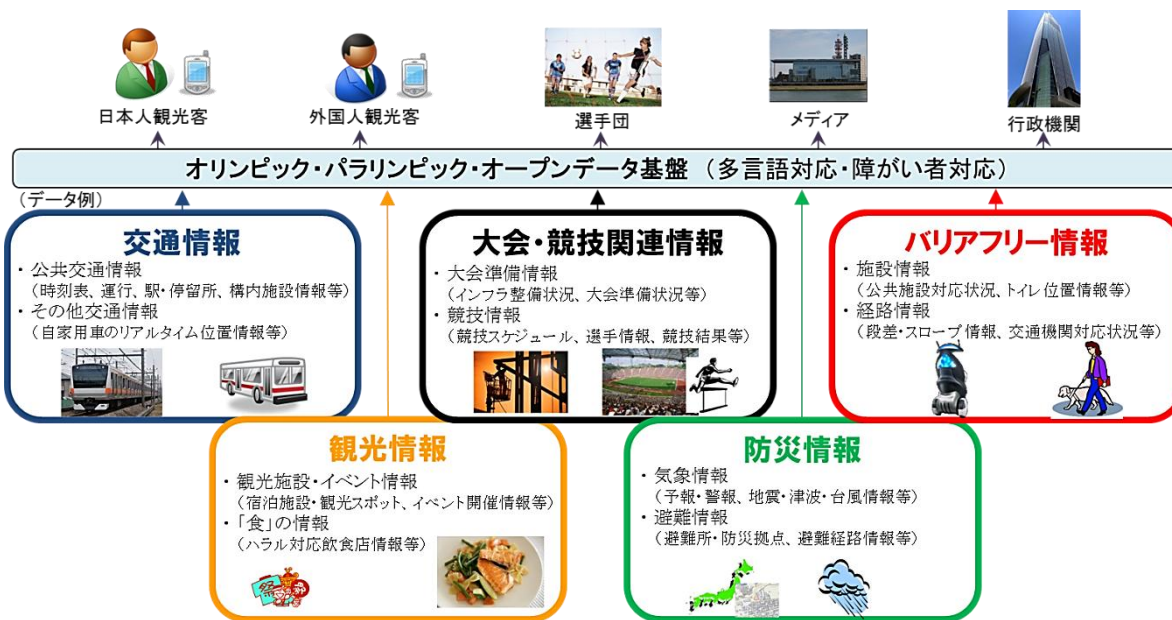 日本人観光客
外国人観光客
選手団
メディア
行政機関
オリンピック・パラリンピック・オープンデータ基盤 （多言語対応・障がい者対応）
（データ例）
交通情報
・公共交通情報
（時刻表、運行、駅・停留所、構内施設情報等）
・その他交通情報
（自家用車のリアルタイム位置情報等）
大会・競技関連情報
・大会準備情報
（インフラ整備状況、大会準備状況等）
・競技情報
（競技スケジュール、選手情報、競技結果等）
バリアフリー情報
・施設情報
（公共施設対応状況、トイレ位置情報等）
・経路情報
（段差・スロープ情報、交通機関対応状況等）
観光情報
・観光施設・イベント情報
（宿泊施設・観光スポット、イベント開催情報等）
・「食」の情報
（ハラル対応飲食店情報等）
祭
防災情報
・気象情報
（予報・警報、地震・津波・台風情報等）
・避難情報
（避難所・防災拠点、避難経路情報等）